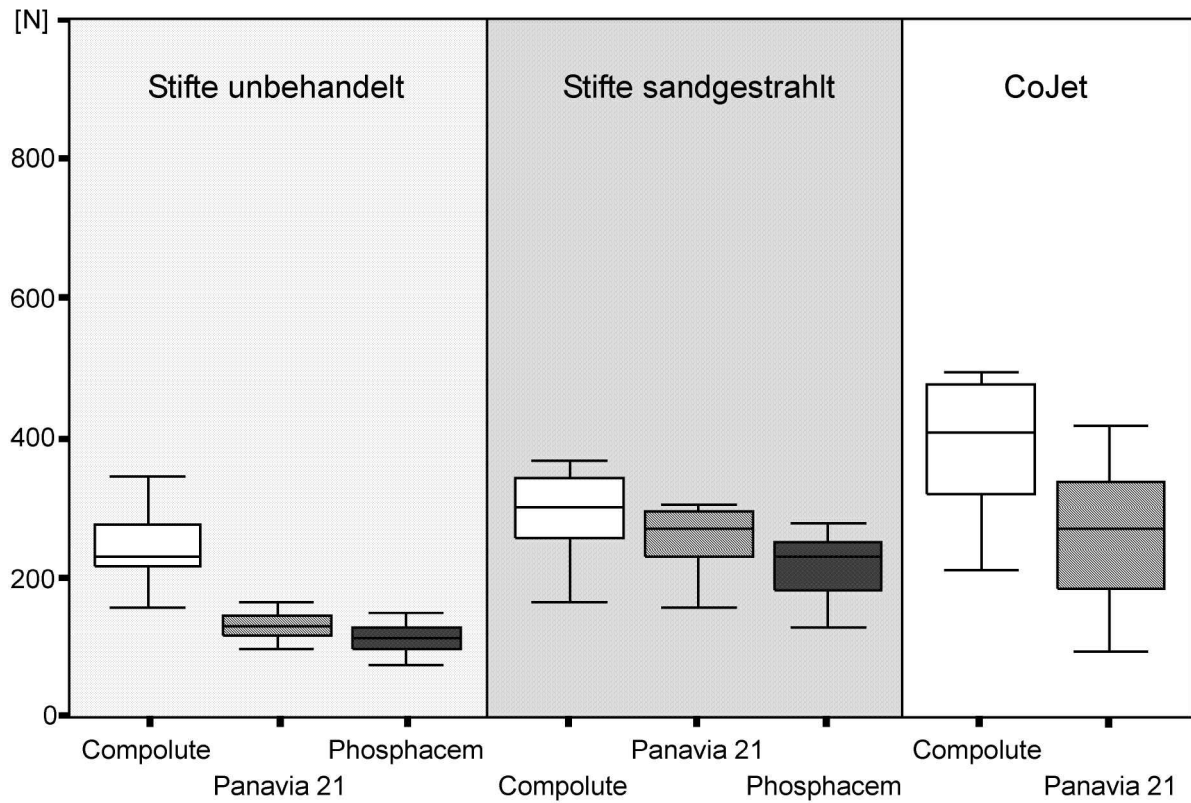 [N]
Stifte unbehandelt
Stifte sandgestrahlt
CoJet
800
600
400
200
0
Compolute
Panavia 21
Phosphacem
Compolute
Panavia 21
Phosphacem
Compolute
Panavia 21